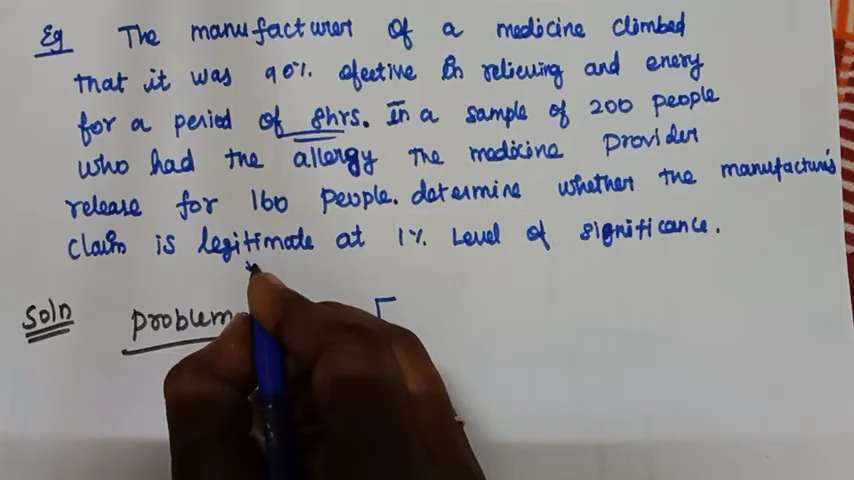 Eg The manufacturer of a medicine climbed
that it was 90% efective in relieving and enery
for a period of 8hrs. In a sample of 200 people
who had the allergy the medicine provider
release for 160 people. determine whether the manufacturis
claim is legitimate at 1% Level of significance.
Soln problem